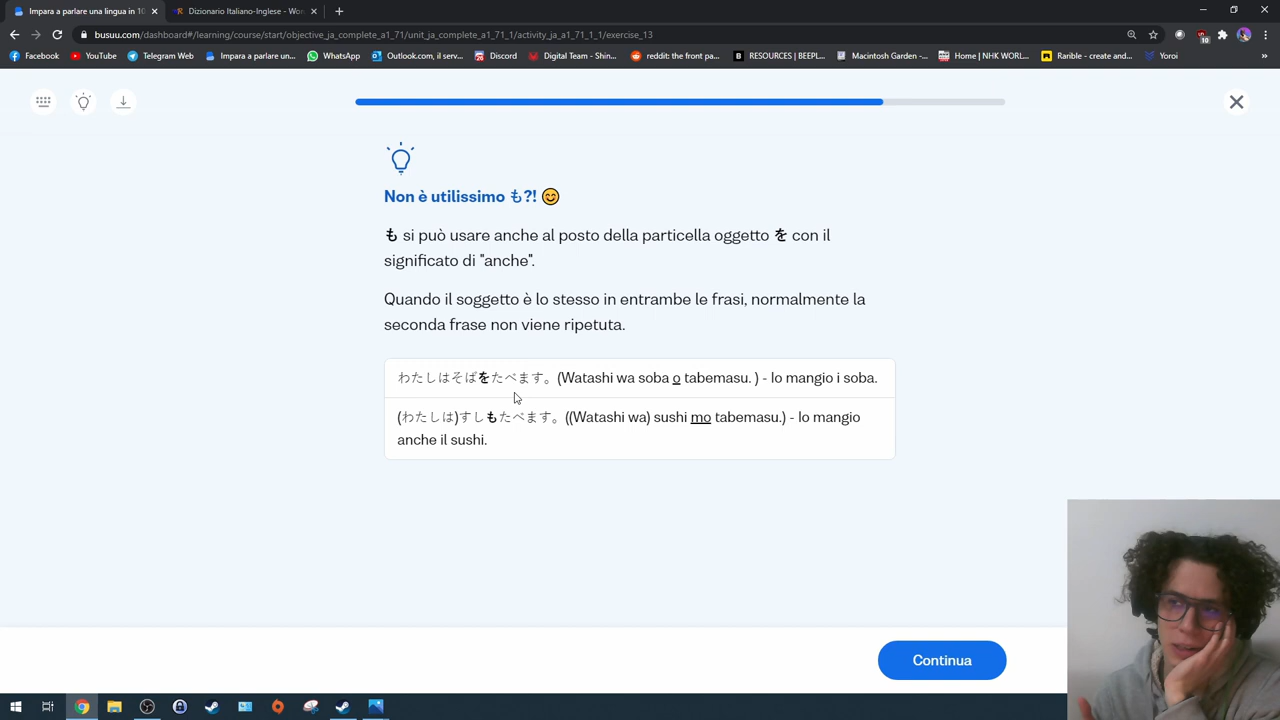 Impara a parlare una lingua in 10
Dizionario Italiano-Inglese - Wor
busuu.com/dashboard#/learning/course/start/objective_ja_complete_a1_71/unit_ja_complete_a1_71_1/activity_ja_a1_71_1_1/exercise_13
10
Facebook YouTube Telegram Web Impara a parlare un... WhatsApp Outlook.com, il serv... Discord Digital Team - Shin... reddit: the front pa... RESOURCES | BEEPL... Macintosh Garden -... Home | NHK WORL... Rarible - create and... Yoroi »
Non è utilissimo も?! 😊
も si può usare anche al posto della particella oggetto を con il
significato di "anche".
Quando il soggetto è lo stesso in entrambe le frasi, normalmente la
seconda frase non viene ripetuta.
わたしはそばをたべます。(Watashi wa soba o tabemasu. ) - Io mangio i soba.
(わたしは)すしもたべます。((Watashi wa) sushi mo tabemasu.) - Io mangio
anche il sushi.
Continua